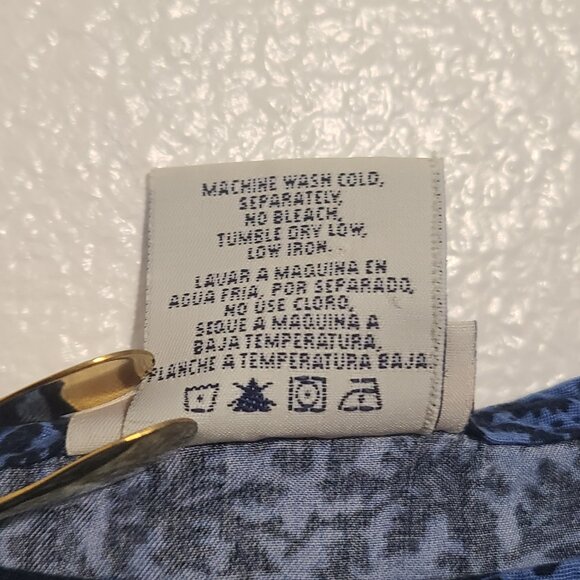 MACHINE WASH COLD,
SEPARATELY,
NO BLEACH,
TUMBLE DRY LOW,
LOW IRON.
LAVAR A MAQUINA EN
AGUA FRIA, POR SEPARADO,
NO USE CLORO,
SEQUE A MAQUINA A
BAJA TEMPERATURA,
PLANCHE A TEMPERATURA BAJA.